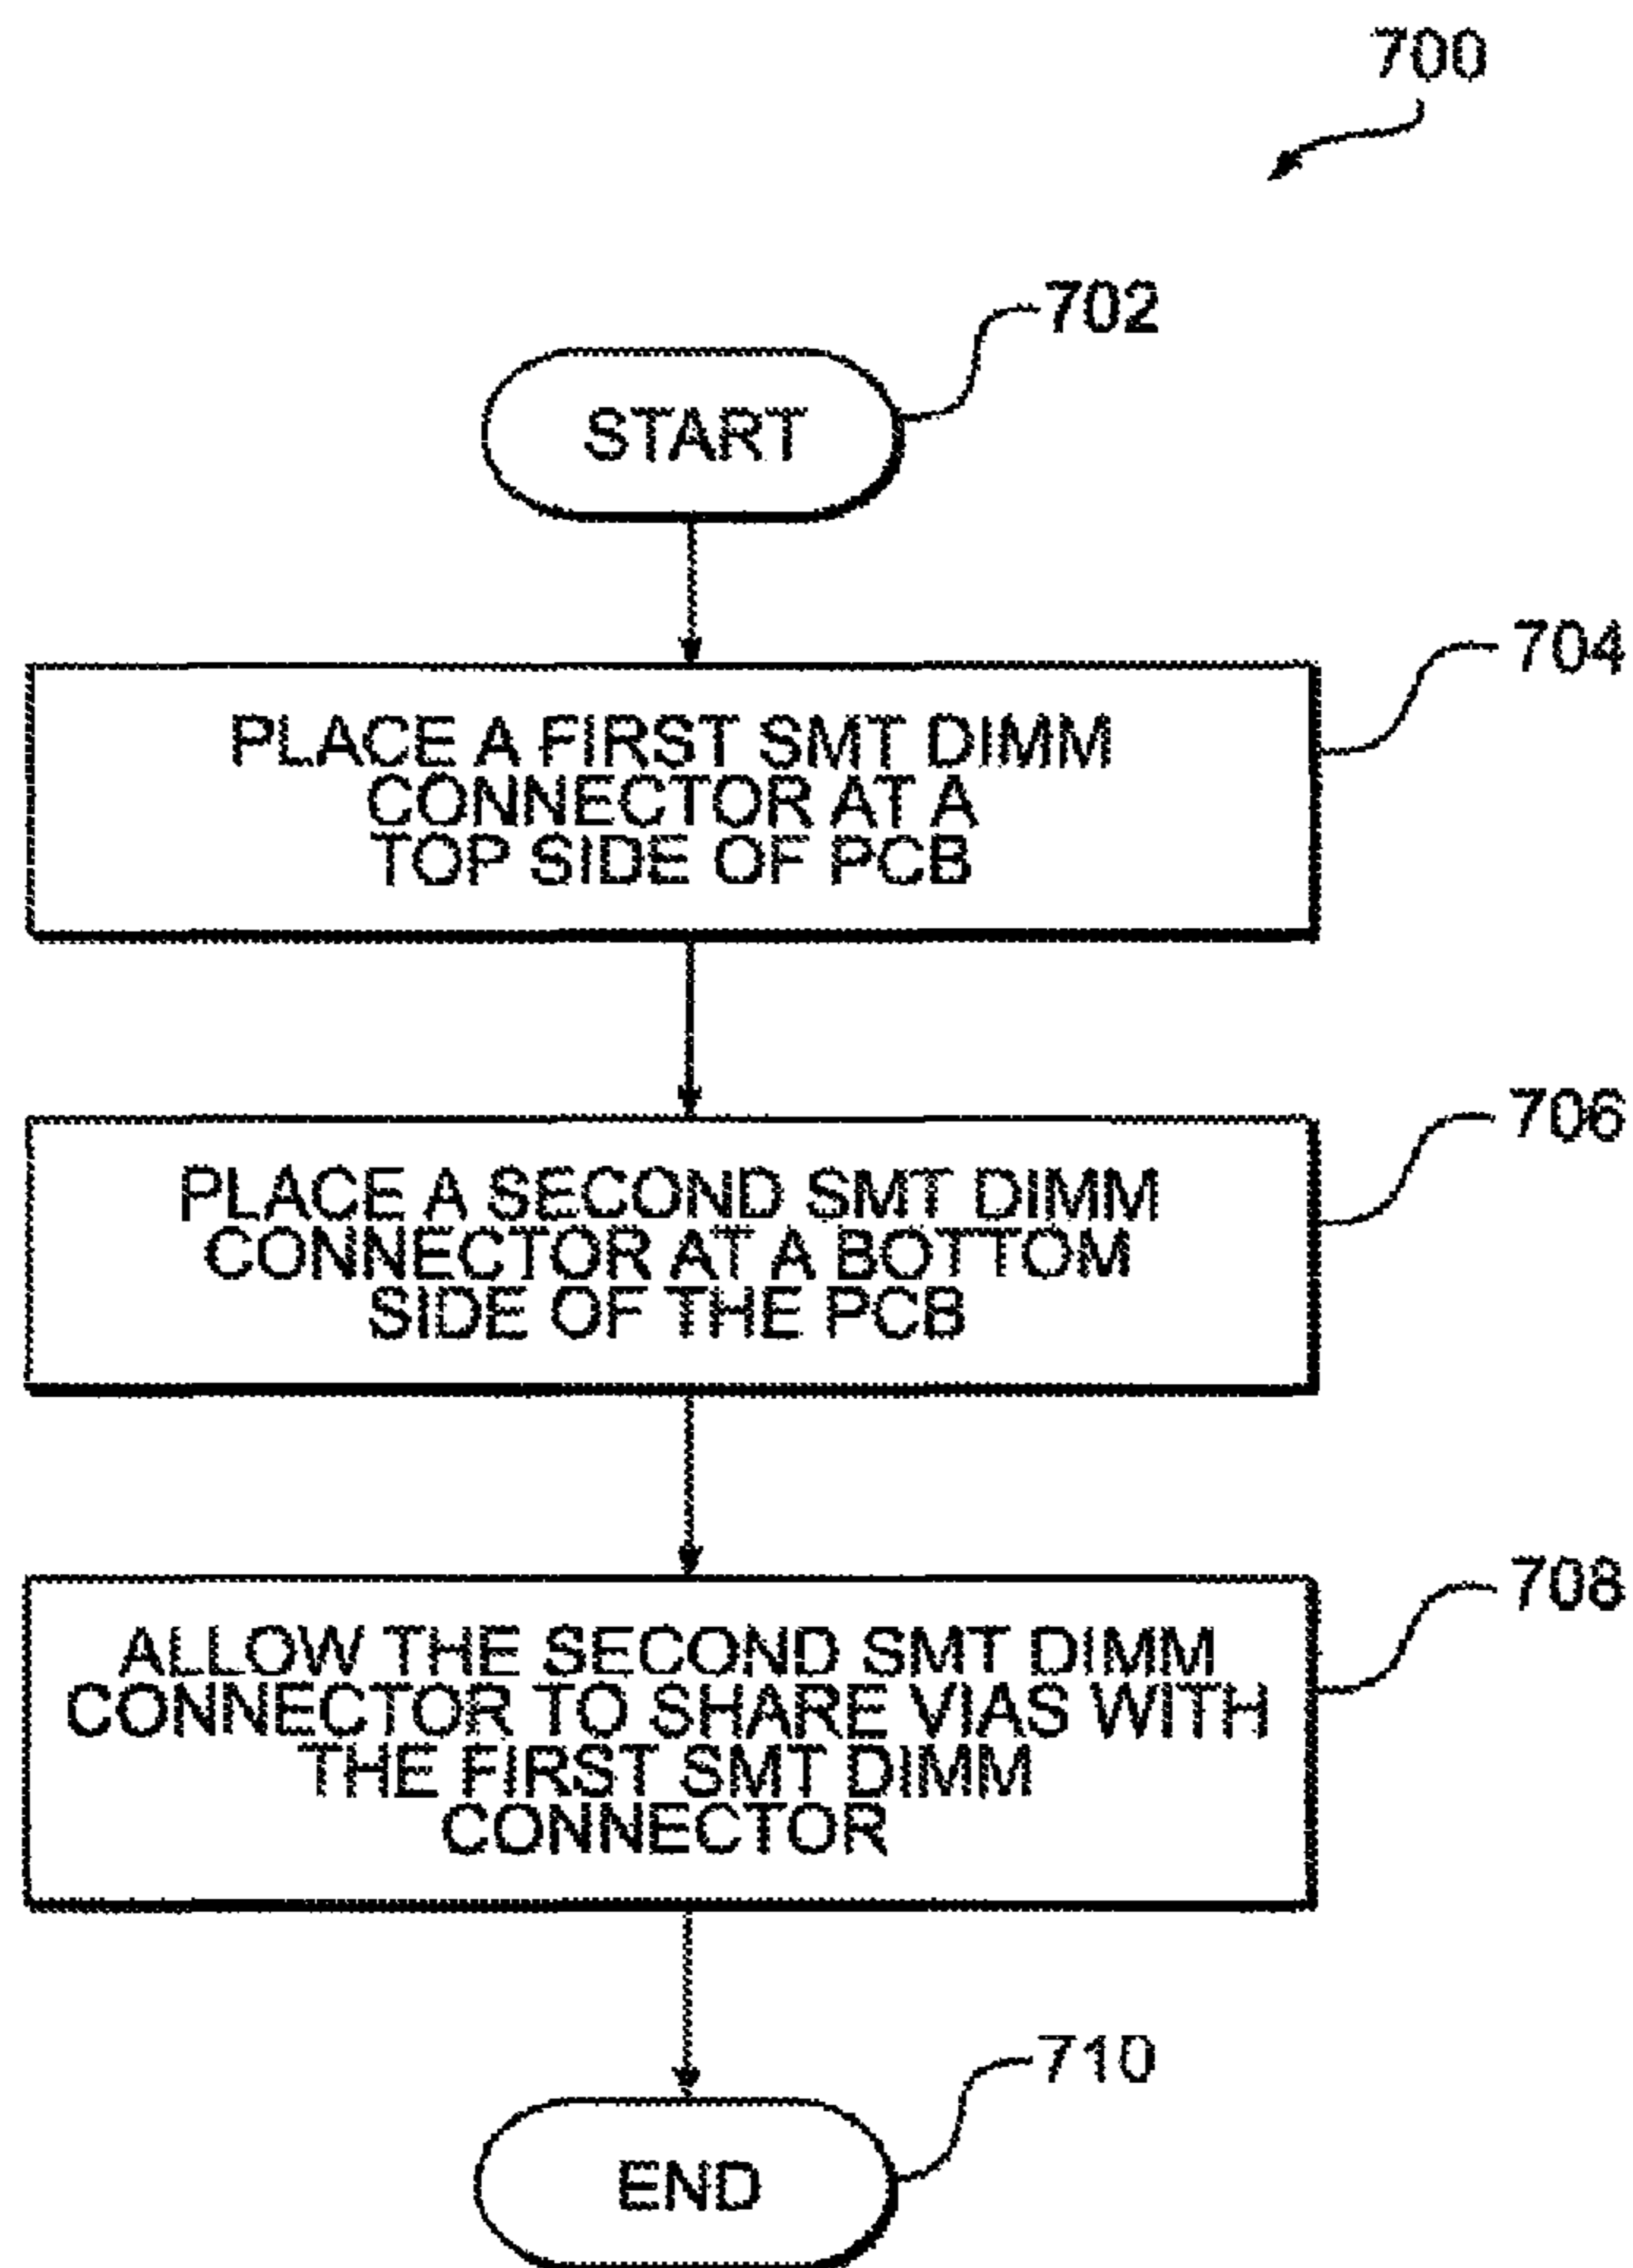 700
702
START
704
PLACE A FIRST SMT DIMM
CONNECTOR AT A
TOP SIDE OF PCB
706
PLACE A SECOND SMT DIMM
CONNECTOR AT A BOTTOM
SIDE OF THE PCB
708
ALLOW THE SECOND SMT DIMM
CONNECTOR TO SHARE VIAS WITH
THE FIRST SMT DIMM
CONNECTOR
710
END